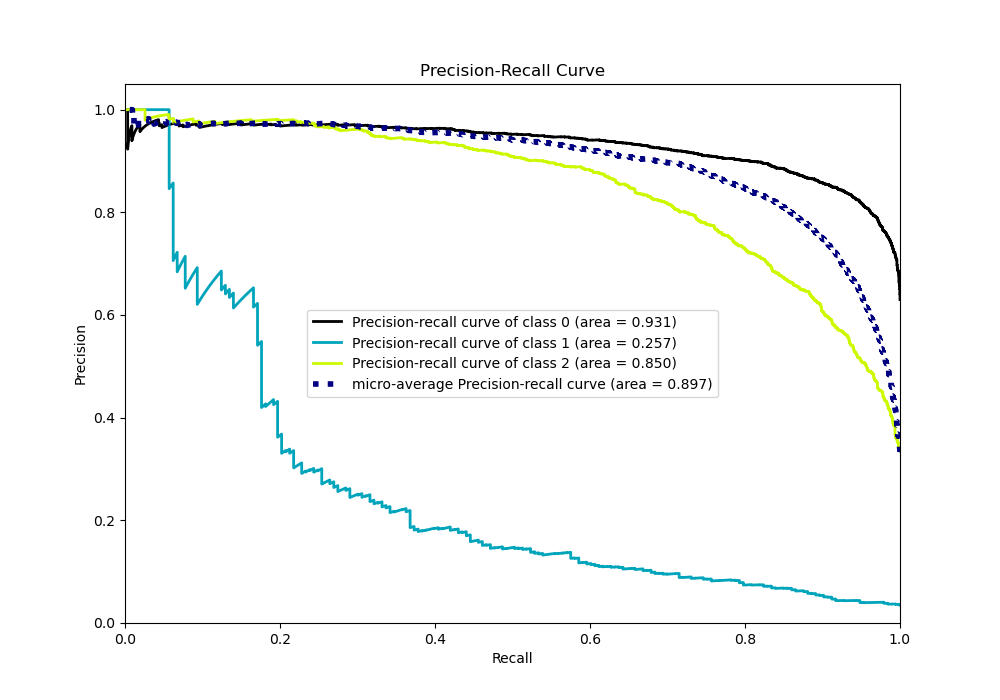 Precision-Recall Curve
1.0
0.8
0.6
0.4
0.2
0.0
Precision
Precision-recall curve of class 0 (area = 0.931)
Precision-recall curve of class 1 (area = 0.257)
Precision-recall curve of class 2 (area = 0.850)
micro-average Precision-recall curve (area = 0.897)
0.0 0.2 0.4 0.6 0.8 1.0
Recall